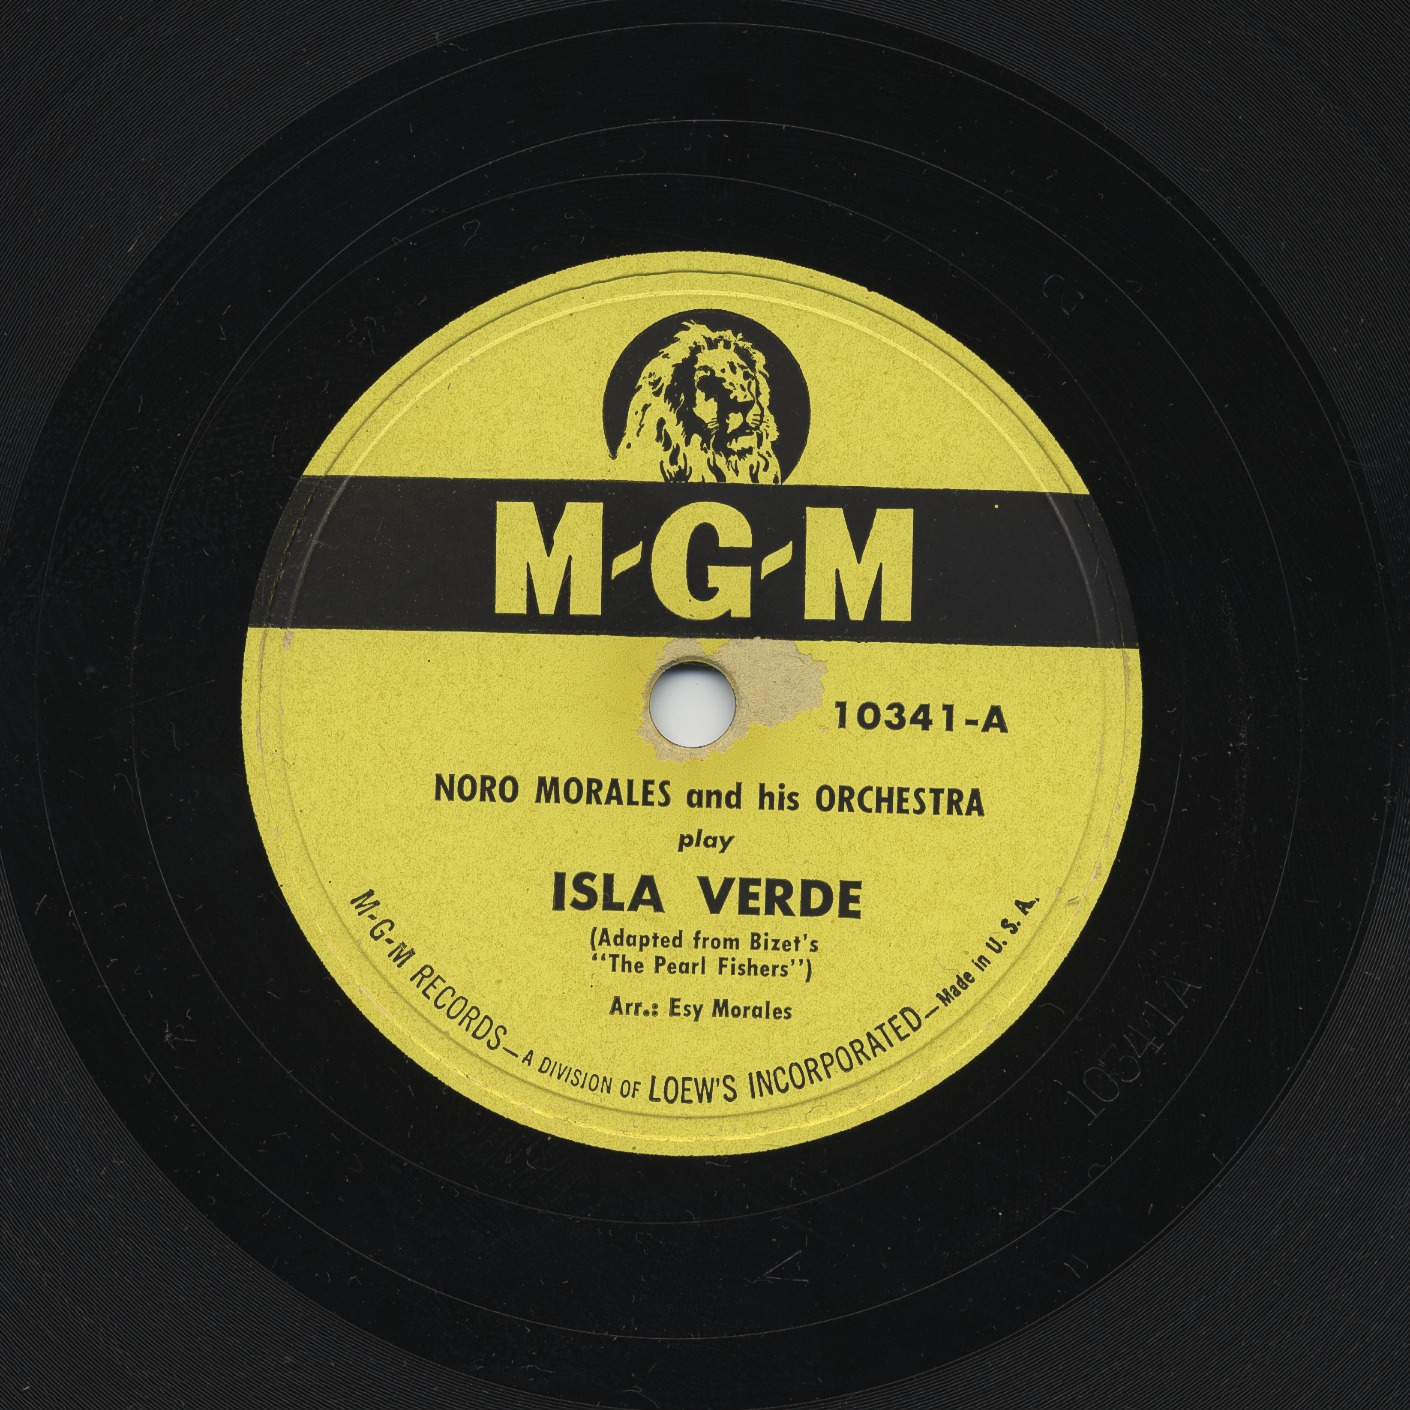 M-G-M
10341-A
NORO MORALES and his ORCHESTRA
play
ISLA VERDE
(Adapted from Bizet's
“The Pearl Fishers”)
Arr.: Esy Morales
M-G-M RECORDS—A DIVISION OF LOEW'S INCORPORATED—Made in U. S. A.
10341A